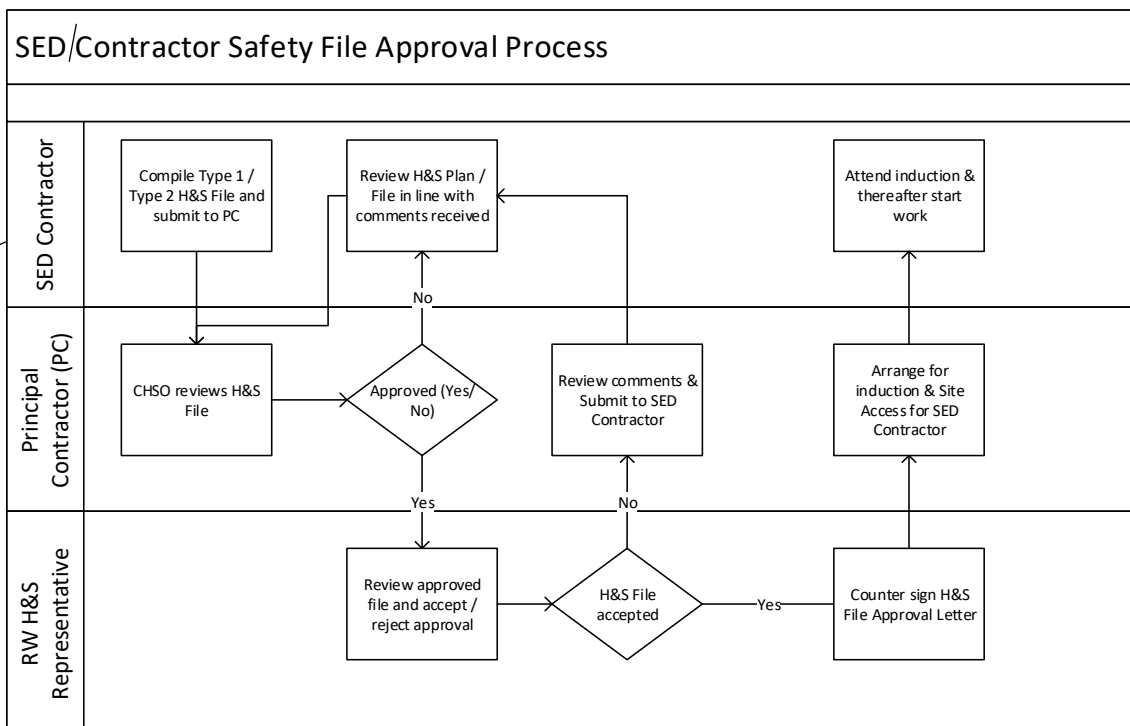 SED/Contractor Safety File Approval Process
SED Contractor
Compile Type 1 /
Type 2 H&S File and
submit to PC
Review H&S Plan /
File in line with
comments received
Attend induction &
thereafter start
work
No
Principal
Contractor (PC)
CHSO reviews H&S
File
Approved (Yes/
No)
Review comments &
Submit to SED
Contractor
Arrange for
induction & Site
Access for SED
Contractor
Yes
No
RW H&S
Representative
Review approved
file and accept /
reject approval
H&S File
accepted
Yes
Counter sign H&S
File Approval Letter